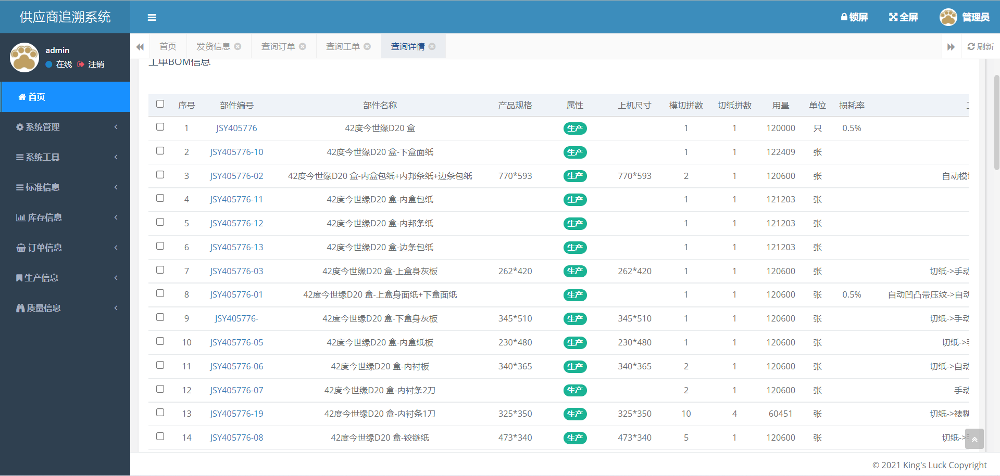 供应商追溯系统
锁屏 全屏 管理员
admin
在线 注销
首页 发货信息 查询订单 查询工单 查询详情 刷新
首页
系统管理
系统工具
标准信息
库存信息
订单信息
生产信息
质量信息
工单BOM信息
序号 部件编号 部件名称 产品规格 属性 上机尺寸 模切拼数 切纸拼数 用量 单位 损耗率
1 JSY405776 42度今世缘D20 盒 生产 1 1 120000 只 0.5%
2 JSY405776-10 42度今世缘D20 盒-下盒面纸 生产 1 1 122409 张
3 JSY405776-02 42度今世缘D20 盒-内盒包纸+内邦条纸+边条包纸 770*593 生产 770*593 2 1 120600 张 自动模
4 JSY405776-11 42度今世缘D20 盒-内盒包纸 生产 1 1 121203 张
5 JSY405776-12 42度今世缘D20 盒-内邦条纸 生产 1 1 121203 张
6 JSY405776-13 42度今世缘D20 盒-边条包纸 生产 1 1 121203 张
7 JSY405776-03 42度今世缘D20 盒-上盒身灰板 262*420 生产 262*420 1 1 120600 张 切纸->手动
8 JSY405776-01 42度今世缘D20 盒-上盒身面纸+下盒面纸 生产 1 1 120600 张 0.5% 自动凹凸带压纹->自动
9 JSY405776- 42度今世缘D20 盒-下盒身灰板 345*510 生产 345*510 1 1 120600 张 切纸->手动
10 JSY405776-05 42度今世缘D20 盒-内盒纸板 230*480 生产 230*480 1 1 120600 张 切纸->
11 JSY405776-06 42度今世缘D20 盒-内衬板 340*365 生产 340*365 2 1 120600 张 切纸->自动
12 JSY405776-07 42度今世缘D20 盒-内衬条2刀 生产 2 1 120600 张 手动
13 JSY405776-19 42度今世缘D20 盒-内衬条1刀 325*350 生产 325*350 10 4 60451 张 切纸->裱糊
14 JSY405776-08 42度今世缘D20 盒-铰链纸 473*340 生产 473*340 5 1 120600 张 切纸->
© 2021 King's Luck Copyright